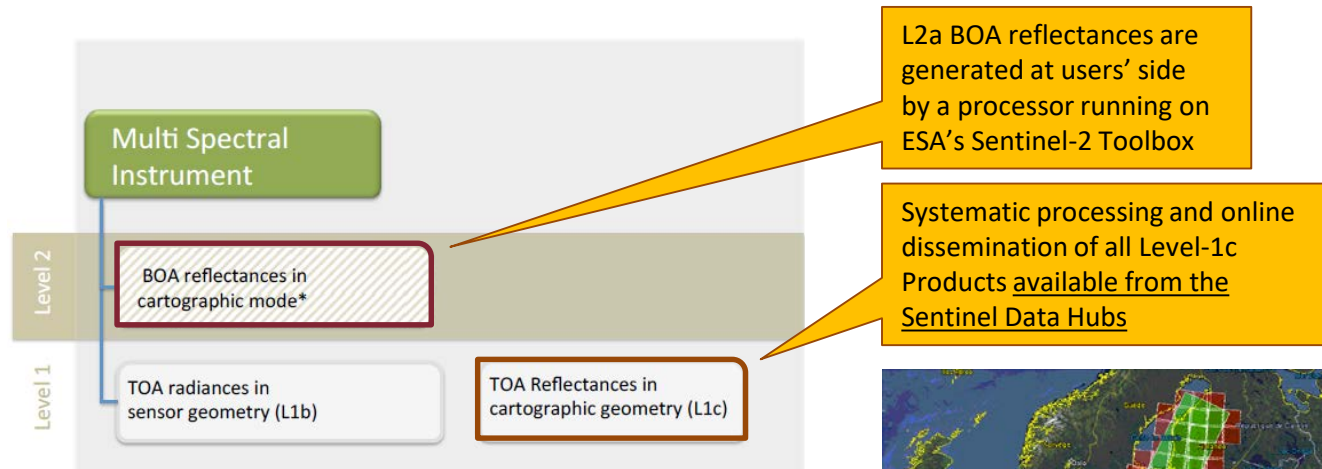 L2a BOA reflectances are
generated at users’ side
by a processor running on
ESA’s Sentinel-2 Toolbox
Multi Spectral
Instrument
Systematic processing and online
dissemination of all Level-1c
Products available from the
Sentinel Data Hubs
Level 2
BOA reflectances in
cartographic mode*
Level 1
TOA radiances in
sensor geometry (L1b)
TOA Reflectances in
cartographic geometry (L1c)